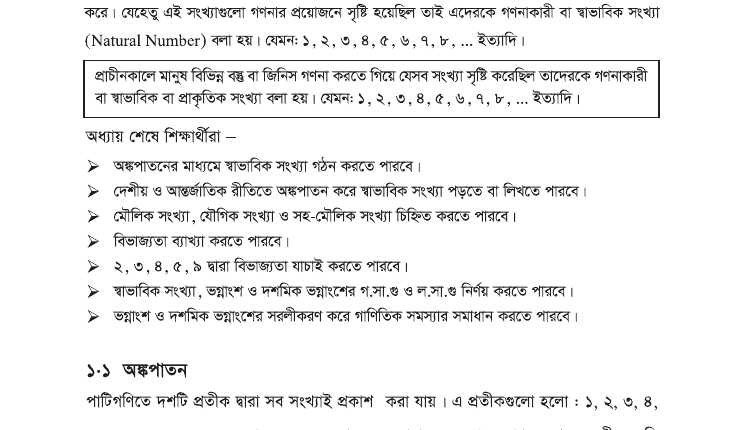 করে। যেহেতু এই সংখ্যাগুলো গণনার প্রয়োজনে সৃষ্টি হয়েছিল তাই এদেরকে গণনাকারী বা স্বাভাবিক সংখ্যা
(Natural Number) বলা হয়। যেমন: ১, ২, ৩, ৪, ৫, ৬, ৭, ৮, ... ইত্যাদি।
প্রাচীনকালে মানুষ বিভিন্ন বস্তু বা জিনিস গণনা করতে গিয়ে যেসব সংখ্যা সৃষ্টি করেছিল তাদেরকে গণনাকারী
বা স্বাভাবিক বা প্রাকৃতিক সংখ্যা বলা হয়। যেমন: ১, ২, ৩, ৪, ৫, ৬, ৭, ৮, ... ইত্যাদি।
অধ্যায় শেষে শিক্ষার্থীরা –
➢ অঙ্কপাতনের মাধ্যমে স্বাভাবিক সংখ্যা গঠন করতে পারবে।
➢ দেশীয় ও আন্তর্জাতিক রীতিতে অঙ্কপাতন করে স্বাভাবিক সংখ্যা পড়তে বা লিখতে পারবে।
➢ মৌলিক সংখ্যা, যৌগিক সংখ্যা ও সহ-মৌলিক সংখ্যা চিহ্নিত করতে পারবে।
➢ বিভাজ্যতা ব্যাখ্যা করতে পারবে।
➢ ২, ৩, ৪, ৫, ৯ দ্বারা বিভাজ্যতা যাচাই করতে পারবে।
➢ স্বাভাবিক সংখ্যা, ভগ্নাংশ ও দশমিক ভগ্নাংশের গ.সা.গু ও ল.সা.গু নির্ণয় করতে পারবে।
➢ ভগ্নাংশ ও দশমিক ভগ্নাংশের সরলীকরণ করে গাণিতিক সমস্যার সমাধান করতে পারবে।
১·১ অঙ্কপাতন
পাটিগণিতে দশটি প্রতীক দ্বারা সব সংখ্যাই প্রকাশ করা যায়। এ প্রতীকগুলো হলো : ১, ২, ৩, ৪,